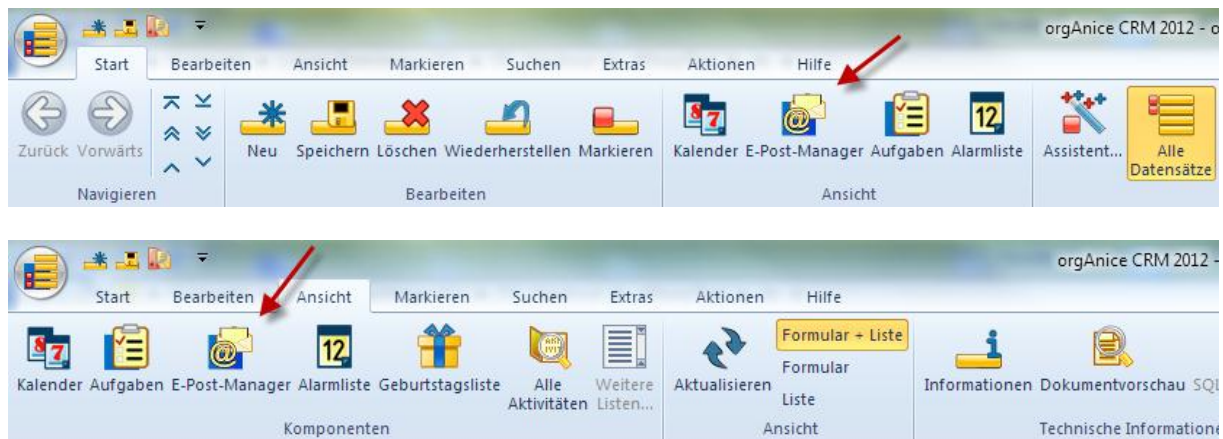 orgAnice CRM 2012 - o
Start Bearbeiten Ansicht Markieren Suchen Extras Aktionen Hilfe
Zurück Vorwärts Neu Speichern Löschen Wiederherstellen Markieren Kalender E-Post-Manager Aufgaben Alarmliste Assistent... Alle
Datensätze
Navigieren Bearbeiten Ansicht
orgAnice CRM 2012 -
Start Bearbeiten Ansicht Markieren Suchen Extras Aktionen Hilfe
Formular + Liste
Formular
Kalender Aufgaben E-Post-Manager Alarmliste Geburtstagsliste Alle Weitere Aktualisieren Informationen Dokumentvorschau SQL
Aktivitäten Listen... Liste
Komponenten Ansicht Technische Informatione